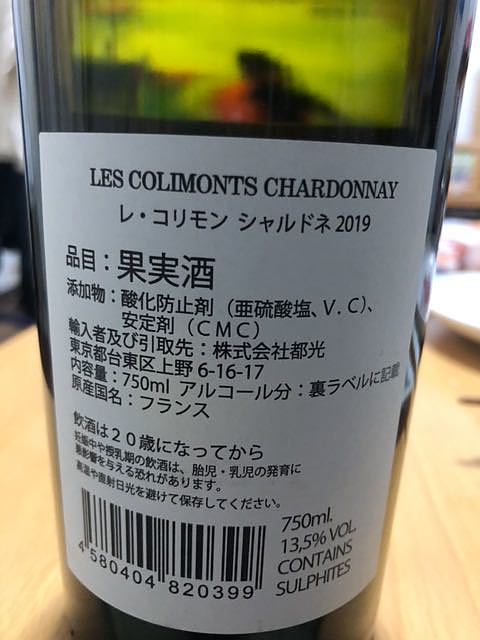 LES COLIMONTS CHARDONNAY
レ・コリモン シャルドネ 2019
品目：果実酒
添加物：酸化防止剤（亜硫酸塩、V.C）、
安定剤（CMC）
輸入者及び引取先：株式会社都光
東京都台東区上野 6-16-17
内容量：750ml アルコール分：裏ラベルに記載
原産国名：フランス
飲酒は20歳になってから
妊娠中や授乳期の飲酒は、胎児・乳児の発育に
悪影響を与える恐れがあります。
高温や直射日光を避けて保存してください。
4 580404 820399
750ml.
13,5% VOL.
CONTAINS
SULPHITES